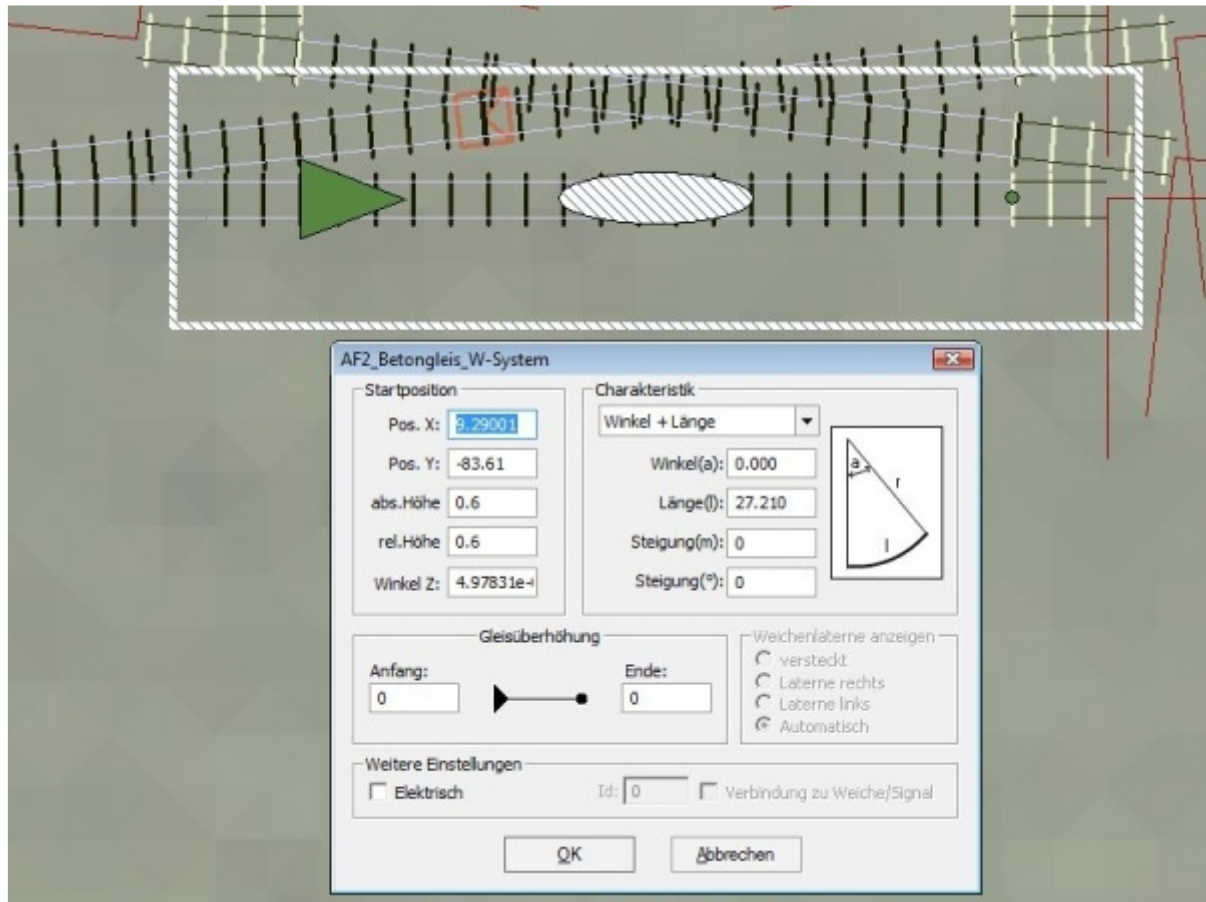 AF2_Betongleis_W-System
Startposition
Pos. X: 9.29001
Pos. Y: -83.61
abs.Höhe 0.6
rel.Höhe 0.6
Winkel Z: 4.97831e-
Charakteristik
Winkel + Länge
Winkel(a): 0.000
Länge(l): 27.210
Steigung(m): 0
Steigung(°): 0
a
r
l
Gleisüberhöhung
Anfang:
0
Ende:
0
Weichenlaterne anzeigen
versteckt
Laterne rechts
Laterne links
Automatisch
Weitere Einstellungen
Elektrisch
Id: 0
Verbindung zu Weiche/Signal
OK
Abbrechen